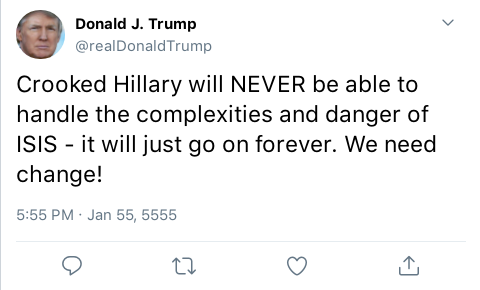 Donald J. Trump
@realDonaldTrump
Crooked Hillary will NEVER be able to
handle the complexities and danger of
ISIS - it will just go on forever. We need
change!
5:55 PM · Jan 55, 5555